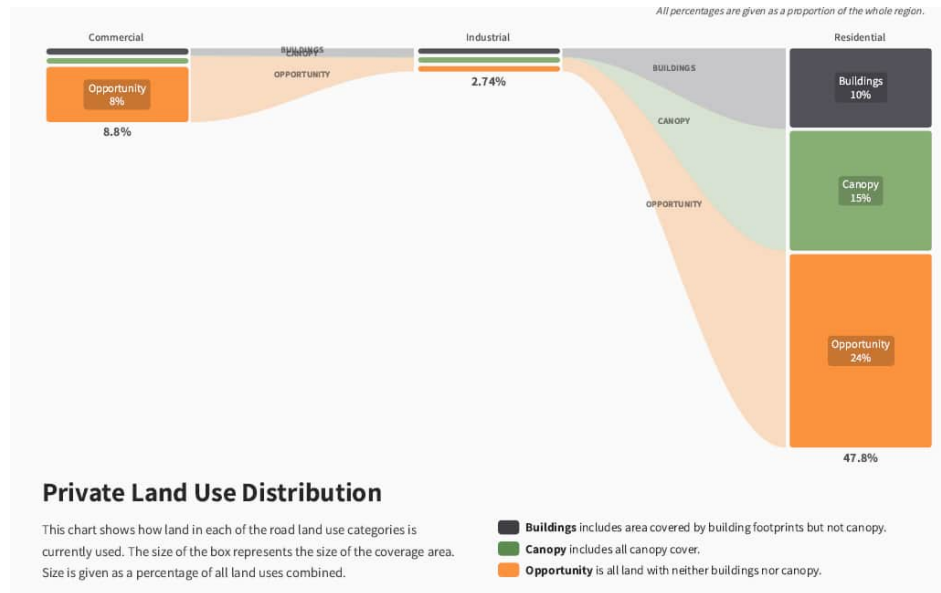 All percentages are given as a proportion of the whole region.
Commercial
Industrial
Residential
BUILDINGS
CANOPY
OPPORTUNITY
BUILDINGS
CANOPY
OPPORTUNITY
Opportunity
8%
8.8%
2.74%
Buildings
10%
Canopy
15%
Opportunity
24%
47.8%
Private Land Use Distribution
This chart shows how land in each of the road land use categories is
currently used. The size of the box represents the size of the coverage area.
Size is given as a percentage of all land uses combined.
Buildings includes area covered by building footprints but not canopy.
Canopy includes all canopy cover.
Opportunity is all land with neither buildings nor canopy.